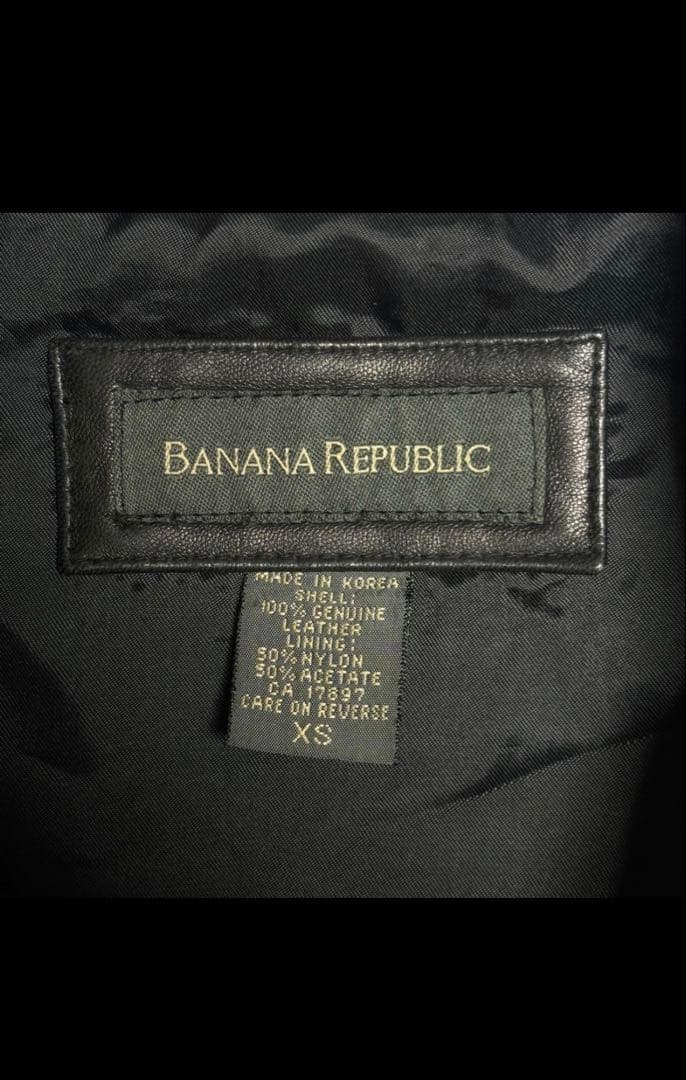 BANANA REPUBLIC
MADE IN KOREA
SHELL:
100% GENUINE
LEATHER
LINING:
50% NYLON
50% ACETATE
CA 17897
CARE ON REVERSE
XS